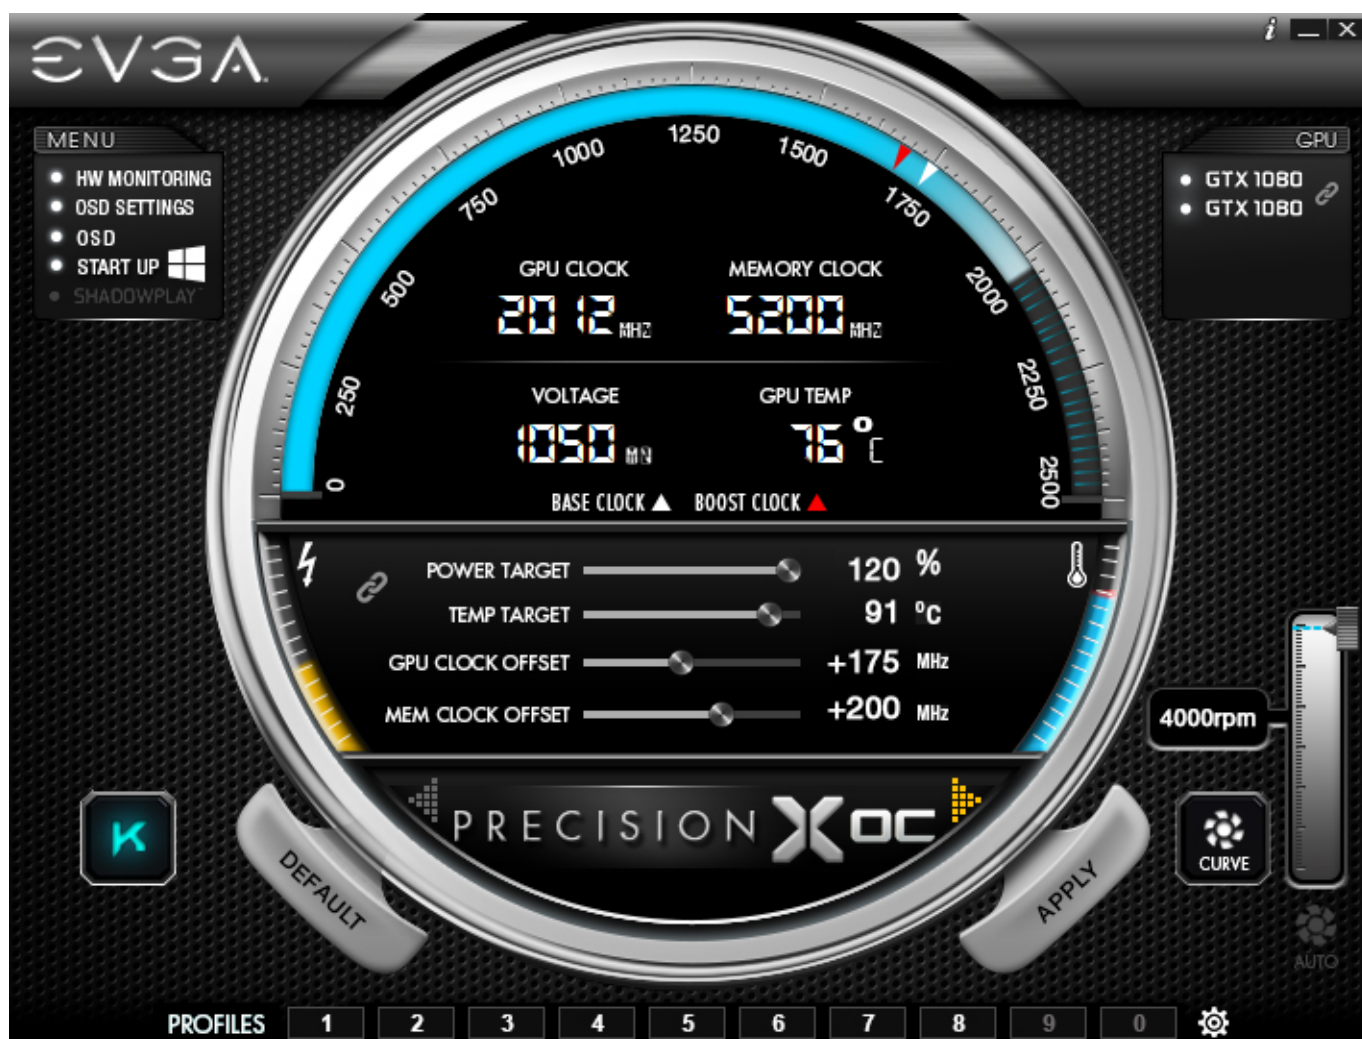 EVGA
i
MENU
HW MONITORING
OSD SETTINGS
OSD
START UP
SHADOWPLAY™
GPU
GTX 1080
GTX 1080
0
250
500
750
1000
1250
1500
1750
2000
2250
2500
GPU CLOCK
2012 MHZ
MEMORY CLOCK
5200 MHZ
VOLTAGE
1050
GPU TEMP
76 °C
BASE CLOCK BOOST CLOCK
POWER TARGET 120 %
TEMP TARGET 91 °C
GPU CLOCK OFFSET +175 MHz
MEM CLOCK OFFSET +200 MHz
4000rpm
PRECISION X OC
K
DEFAULT
APPLY
CURVE
AUTO
PROFILES 1 2 3 4 5 6 7 8 9 0